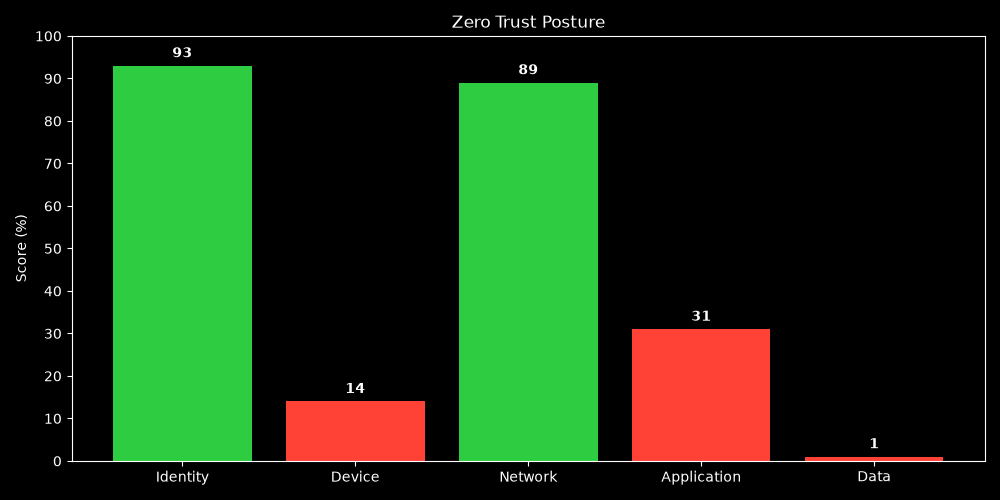 Zero Trust Posture
Score (%)
100
90
80
70
60
50
40
30
20
10
0
93
14
89
31
1
Identity
Device
Network
Application
Data